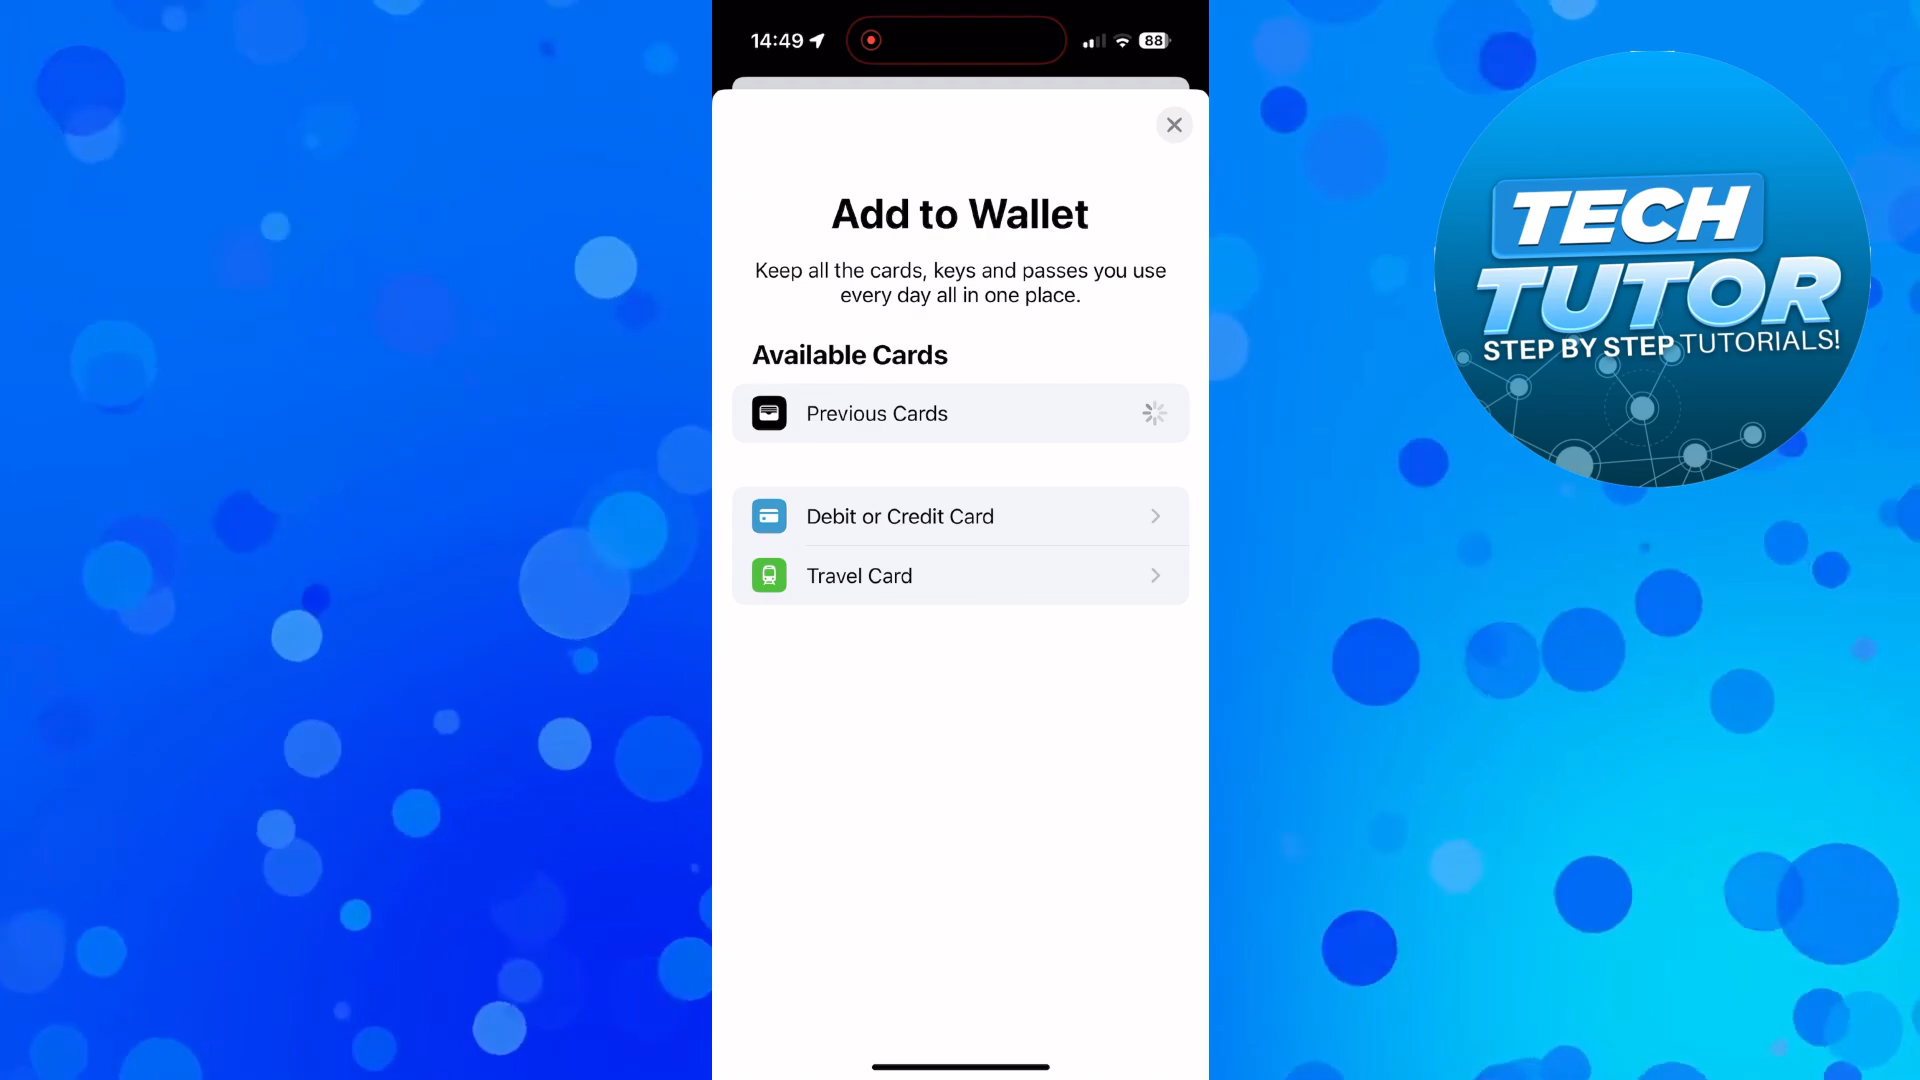 14:49
88
Add to Wallet
Keep all the cards, keys and passes you use
every day all in one place.
Available Cards
Previous Cards
Debit or Credit Card
Travel Card
TECH
TUTOR
STEP BY STEP TUTORIALS!